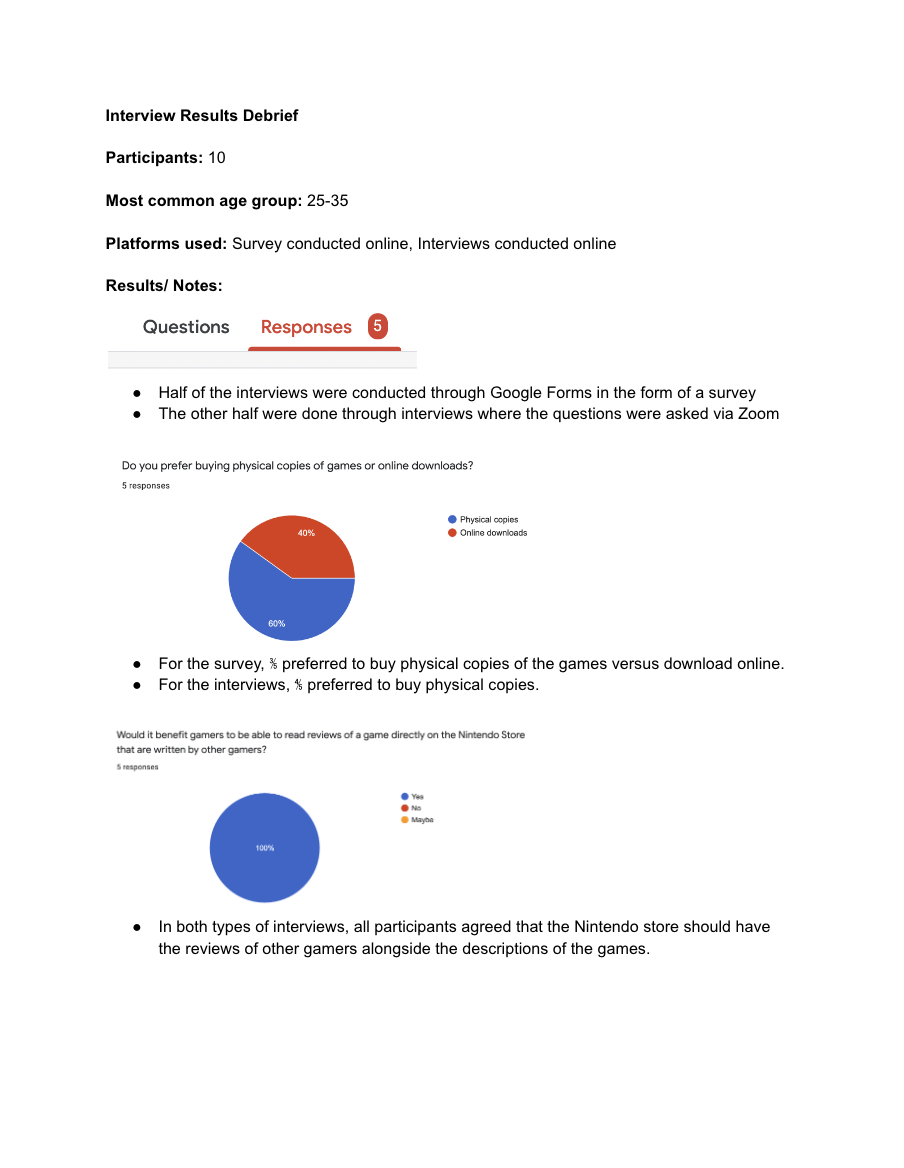 Interview Results Debrief
Participants: 10
Most common age group: 25-35
Platforms used: Survey conducted online, Interviews conducted online
Results/ Notes:
Questions Responses 5
● Half of the interviews were conducted through Google Forms in the form of a survey
● The other half were done through interviews where the questions were asked via Zoom
Do you prefer buying physical copies of games or online downloads?
5 responses
Physical copies
Online downloads
40%
60%
● For the survey, ⅗ preferred to buy physical copies of the games versus download online.
● For the interviews, ⅘ preferred to buy physical copies.
Would it benefit gamers to be able to read reviews of a game directly on the Nintendo Store
that are written by other gamers?
5 responses
Yes
No
Maybe
100%
● In both types of interviews, all participants agreed that the Nintendo store should have
the reviews of other gamers alongside the descriptions of the games.